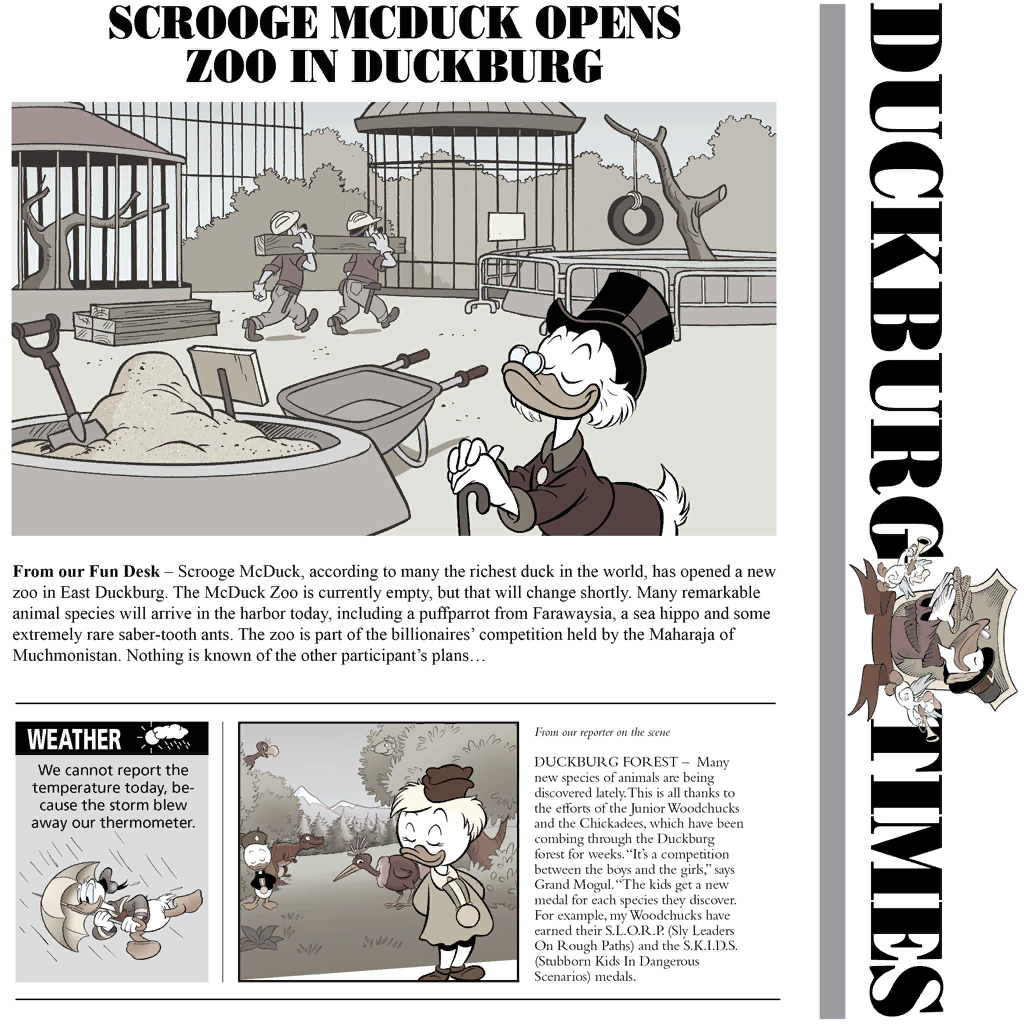 SCROOGE MCDUCK OPENS
ZOO IN DUCKBURG
From our Fun Desk – Scrooge McDuck, according to many the richest duck in the world, has opened a new
zoo in East Duckburg. The McDuck Zoo is currently empty, but that will change shortly. Many remarkable
animal species will arrive in the harbor today, including a puffparrot from Farawaysia, a sea hippo and some
extremely rare saber-tooth ants. The zoo is part of the billionaires’ competition held by the Maharaja of
Muchmonistan. Nothing is known of the other participant’s plans…
WEATHER
We cannot report the
temperature today, be-
cause the storm blew
away our thermometer.
From our reporter on the scene
DUCKBURG FOREST – Many
new species of animals are being
discovered lately. This is all thanks to
the efforts of the Junior Woodchucks
and the Chickadees, which have been
combing through the Duckburg
forest for weeks. “It’s a competition
between the boys and the girls,” says
Grand Mogul. “The kids get a new
medal for each species they discover.
For example, my Woodchucks have
earned their S.L.O.R.P. (Sly Leaders
On Rough Paths) and the S.K.I.D.S.
(Stubborn Kids In Dangerous
Scenarios) medals.
DUCKBURG TIMES